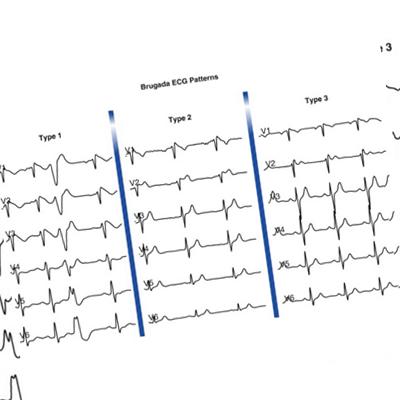 ı 3
Brugada ECG Patterns
Type 1
Type 2
Type 3
V1
V1
V2
V2
V2
V3
V3
V3
V4
V4
V4
V5
V5
V5
V6
V6
V6